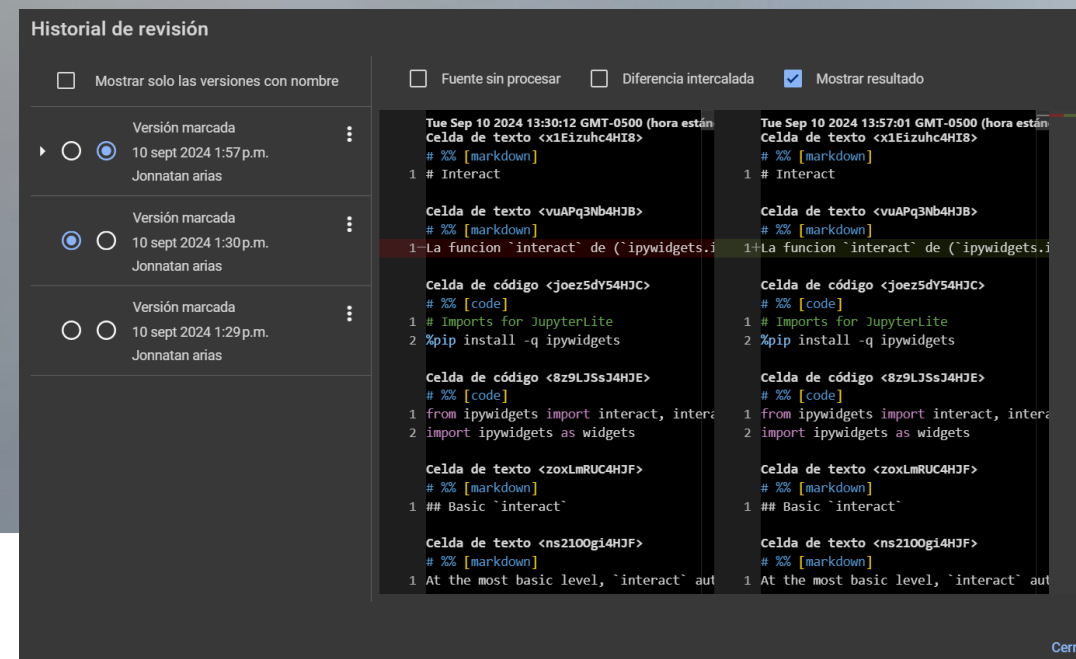 Historial de revisión
Mostrar solo las versiones con nombre
Versión marcada
10 sept 2024 1:57 p.m.
Jonnatan arias
Versión marcada
10 sept 2024 1:30 p.m.
Jonnatan arias
Versión marcada
10 sept 2024 1:29 p.m.
Jonnatan arias
Fuente sin procesar
Diferencia intercalada
Mostrar resultado
Tue Sep 10 2024 13:30:12 GMT-0500 (hora están
Celda de texto <x1Eizuhc4HI8>
# %% [markdown]
1 # Interact
Celda de texto <vuAPq3Nb4HJB>
# %% [markdown]
1-La funcion `interact` de (`ipywidgets.i
Celda de código <joez5dY54HJC>
# %% [code]
1 # Imports for JupyterLite
2 %pip install -q ipywidgets
Celda de código <8z9LJSsJ4HJE>
# %% [code]
1 from ipywidgets import interact, intera
2 import ipywidgets as widgets
Celda de texto <zoxLmRUC4HJF>
# %% [markdown]
1 ## Basic `interact`
Celda de texto <ns21OOgi4HJF>
# %% [markdown]
1 At the most basic level, `interact` aut
Tue Sep 10 2024 13:57:01 GMT-0500 (hora están
Celda de texto <x1Eizuhc4HI8>
# %% [markdown]
1 # Interact
Celda de texto <vuAPq3Nb4HJB>
# %% [markdown]
1+La funcion `interact` de (`ipywidgets.i
Celda de código <joez5dY54HJC>
# %% [code]
1 # Imports for JupyterLite
2 %pip install -q ipywidgets
Celda de código <8z9LJSsJ4HJE>
# %% [code]
1 from ipywidgets import interact, intera
2 import ipywidgets as widgets
Celda de texto <zoxLmRUC4HJF>
# %% [markdown]
1 ## Basic `interact`
Celda de texto <ns21OOgi4HJF>
# %% [markdown]
1 At the most basic level, `interact` aut
Cerr